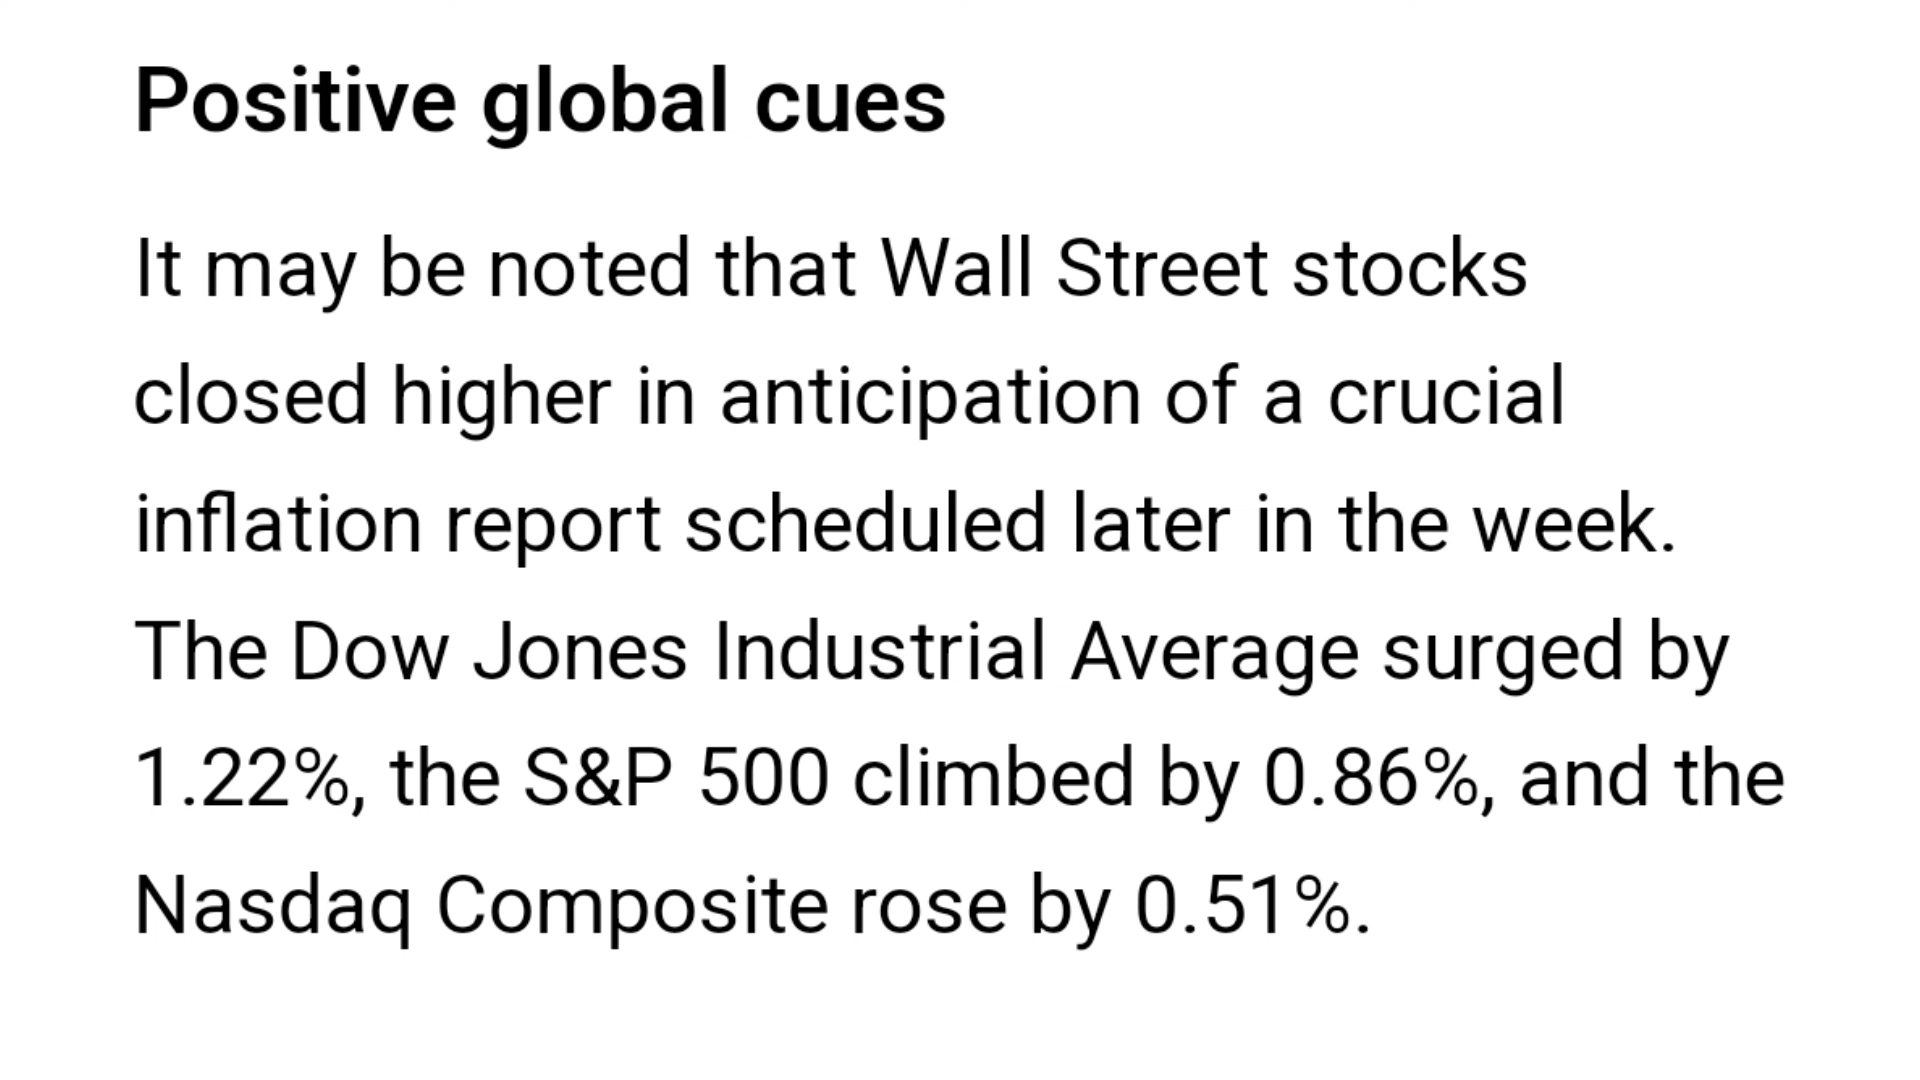 Positive global cues
It may be noted that Wall Street stocks
closed higher in anticipation of a crucial
inflation report scheduled later in the week.
The Dow Jones Industrial Average surged by
1.22%, the S&P 500 climbed by 0.86%, and the
Nasdaq Composite rose by 0.51%.